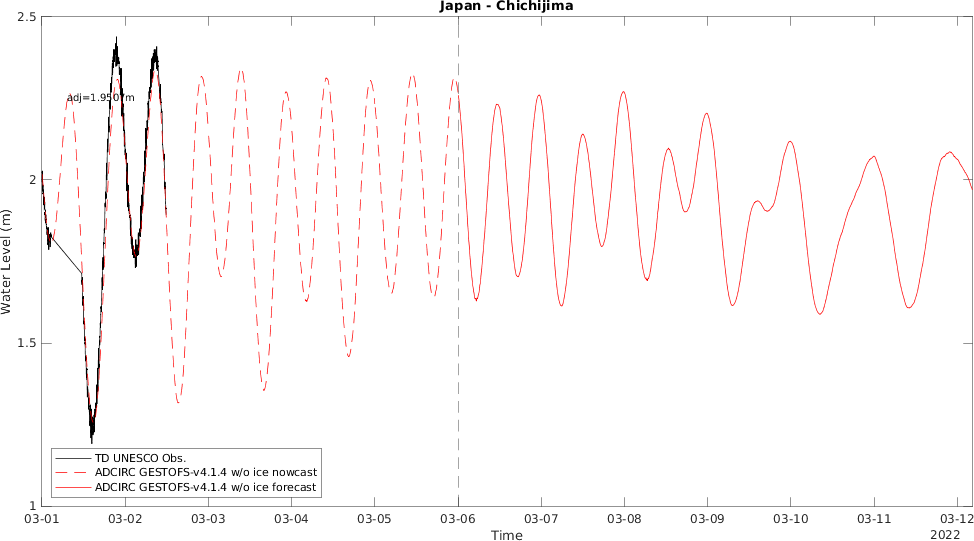 Japan - Chichijima
2.5
adj=1.9507m
2
Water Level (m)
1.5
TD UNESCO Obs.
ADCIRC GESTOFS-v4.1.4 w/o ice nowcast
ADCIRC GESTOFS-v4.1.4 w/o ice forecast
1
03-01 03-02 03-03 03-04 03-05 03-06 03-07 03-08 03-09 03-10 03-11 03-12
Time
2022